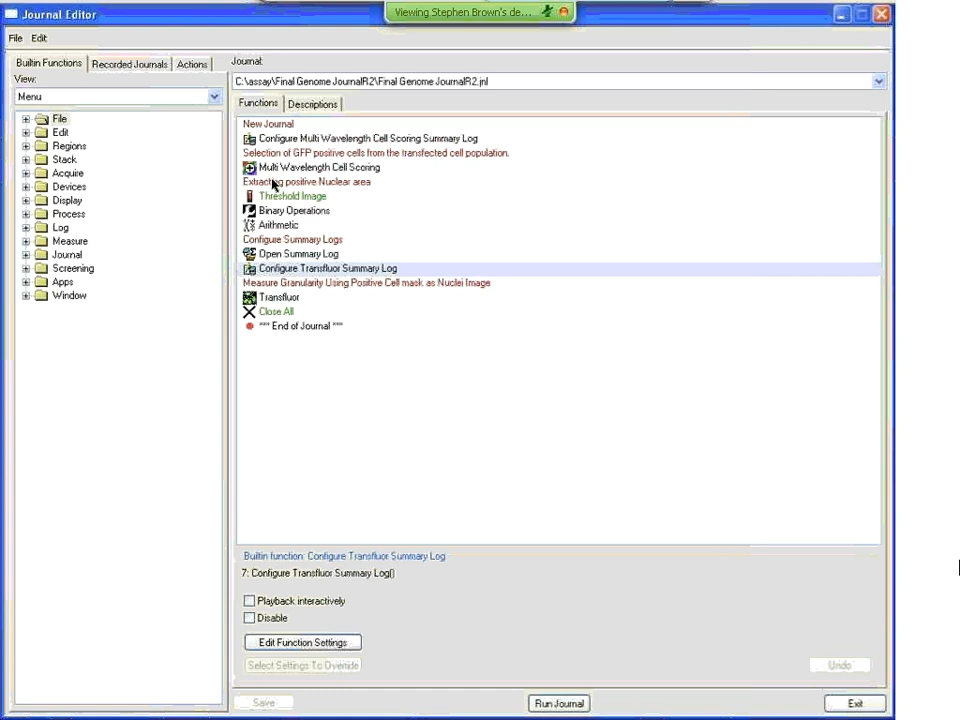 Viewing Stephen Brown's de...
Journal Editor
File Edit
Builtin Functions Recorded Journals Actions
View:
Menu
File
Edit
Regions
Stack
Acquire
Devices
Display
Process
Log
Measure
Journal
Screening
Apps
Window
Journal:
C:\assay\Final Genome JournalR2\Final Genome JournalR2.jnl
Functions Descriptions
New Journal
Configure Multi Wavelength Cell Scoring Summary Log
Selection of GFP positive cells from the transfected cell population.
Multi Wavelength Cell Scoring
Extracting positive Nuclear area
Threshold Image
Binary Operations
Arithmetic
Configure Summary Logs
Open Summary Log
Configure Transfluor Summary Log
Measure Granularity Using Positive Cell mask as Nuclei Image
Transfluor
Close All
*** End of Journal ***
Builtin function: Configure Transfluor Summary Log
7: Configure Transfluor Summary Log()
Playback interactively
Disable
Edit Function Settings
Select Settings To Override
Undo
Save
Run Journal
Exit